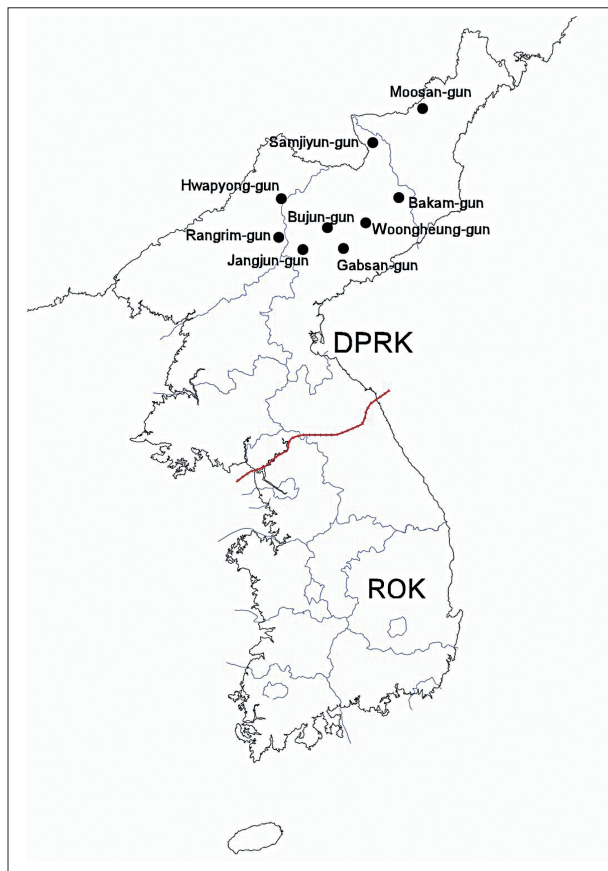 Moosan-gun
Samjiyun-gun
Hwapyong-gun
Bakam-gun
Bujun-gun
Woongheung-gun
Rangrim-gun
Jangjun-gun
Gabsan-gun
DPRK
ROK